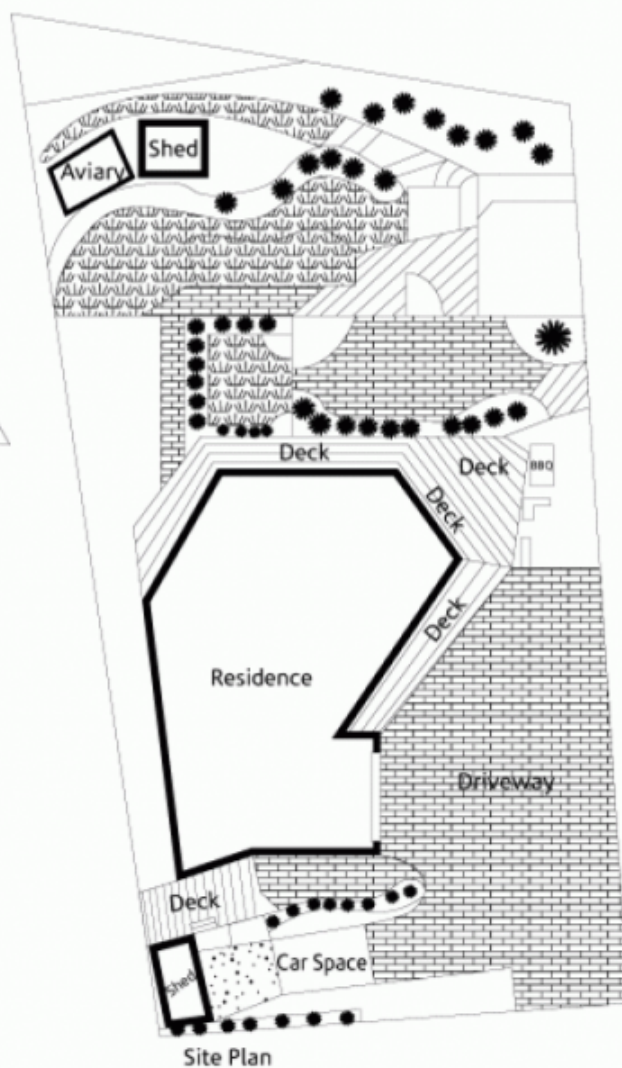 Shed
Aviary
Deck
Deck
BBQ
Deck
Deck
Residence
Driveway
Deck
Car Space
Shed
Site Plan